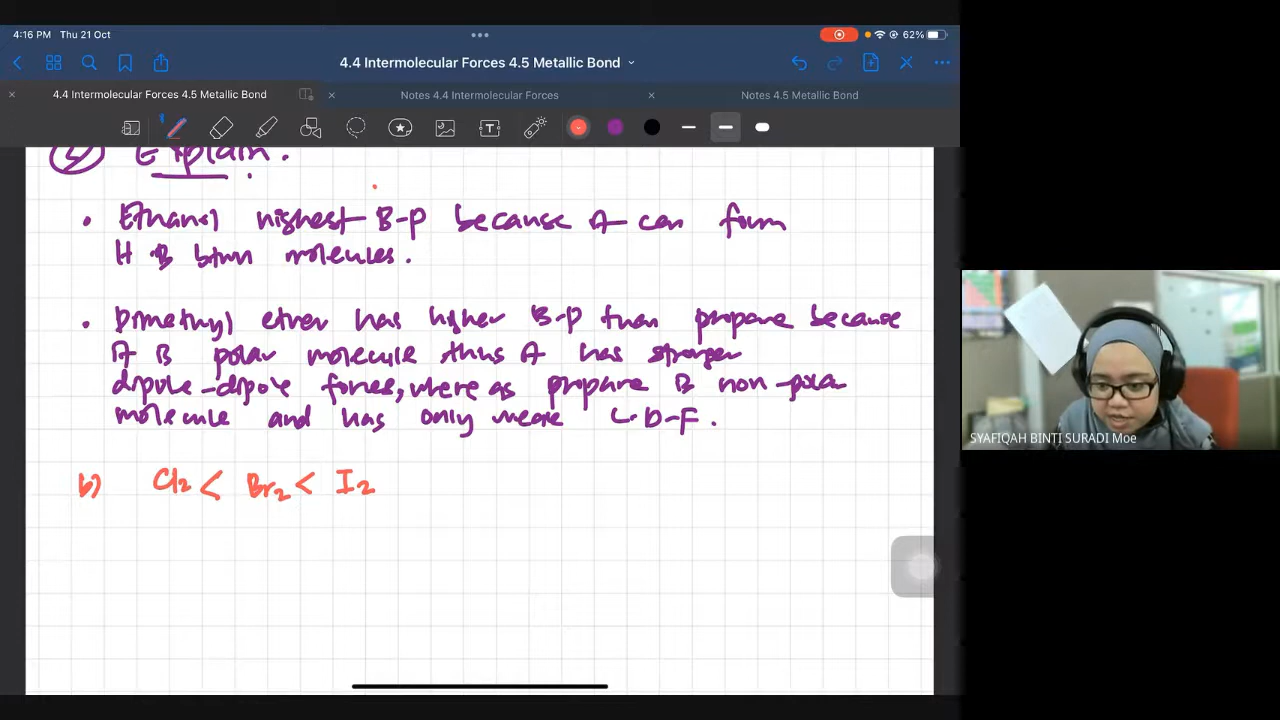 4:16 PM Thu 21 Oct
62%
4.4 Intermolecular Forces 4.5 Metallic Bond
4.4 Intermolecular Forces 4.5 Metallic Bond
Notes 4.4 Intermolecular Forces
Notes 4.5 Metallic Bond
Explain.
• Ethanol highest B-P because it can form
H B btwn molecules.
• Dimethyl ether has higher B-P than propane because
it is polar molecule thus it has stronger
dipole-dipole forces, where as propane is non-polar
molecule and has only weak L-D-F.
b) Cl2 < Br2 < I2
SYAFIQAH BINTI SURADI Moe